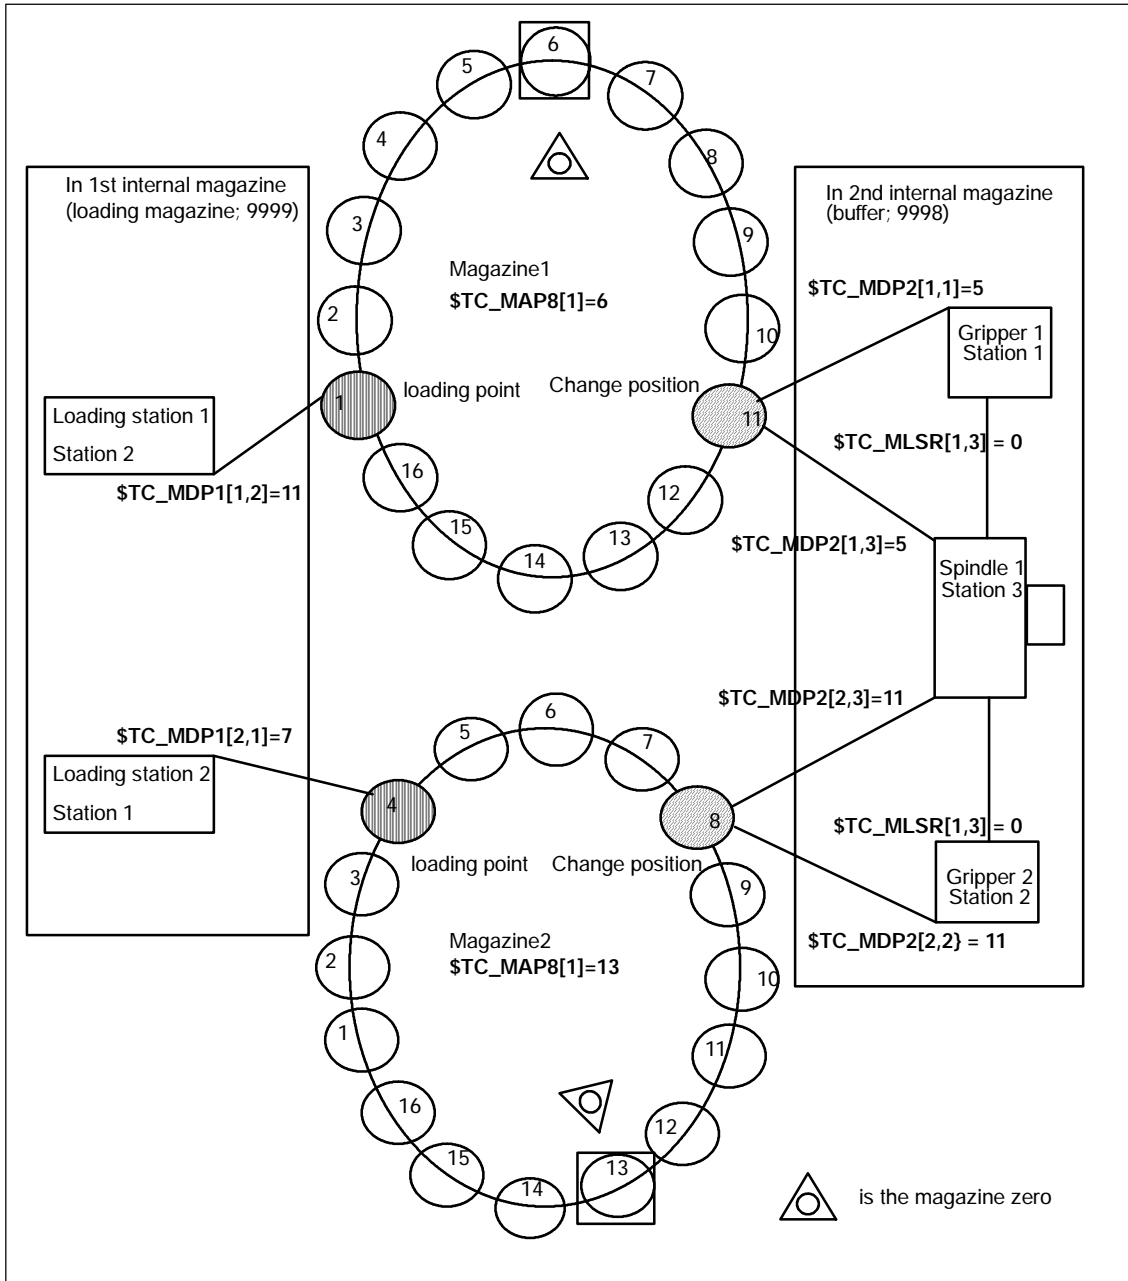 6
5
7
4
8
3
9
2
10
1
11
16
12
15
13
14
In 1st internal magazine
(loading magazine; 9999)
In 2nd internal magazine
(buffer; 9998)
Magazine1
$TC_MAP8[1]=6
$TC_MDP2[1,1]=5
Gripper 1
Station 1
loading point
Change position
Loading station 1
Station 2
$TC_MDP1[1,2]=11
$TC_MLSR[1,3] = 0
$TC_MDP2[1,3]=5
Spindle 1
Station 3
$TC_MDP2[2,3]=11
$TC_MDP1[2,1]=7
Loading station 2
Station 1
6
5
7
4
8
3
9
2
10
1
11
16
12
15
13
14
$TC_MLSR[1,3] = 0
loading point
Change position
Gripper 2
Station 2
$TC_MDP2[2,2} = 11
Magazine2
$TC_MAP8[1]=13
is the magazine zero